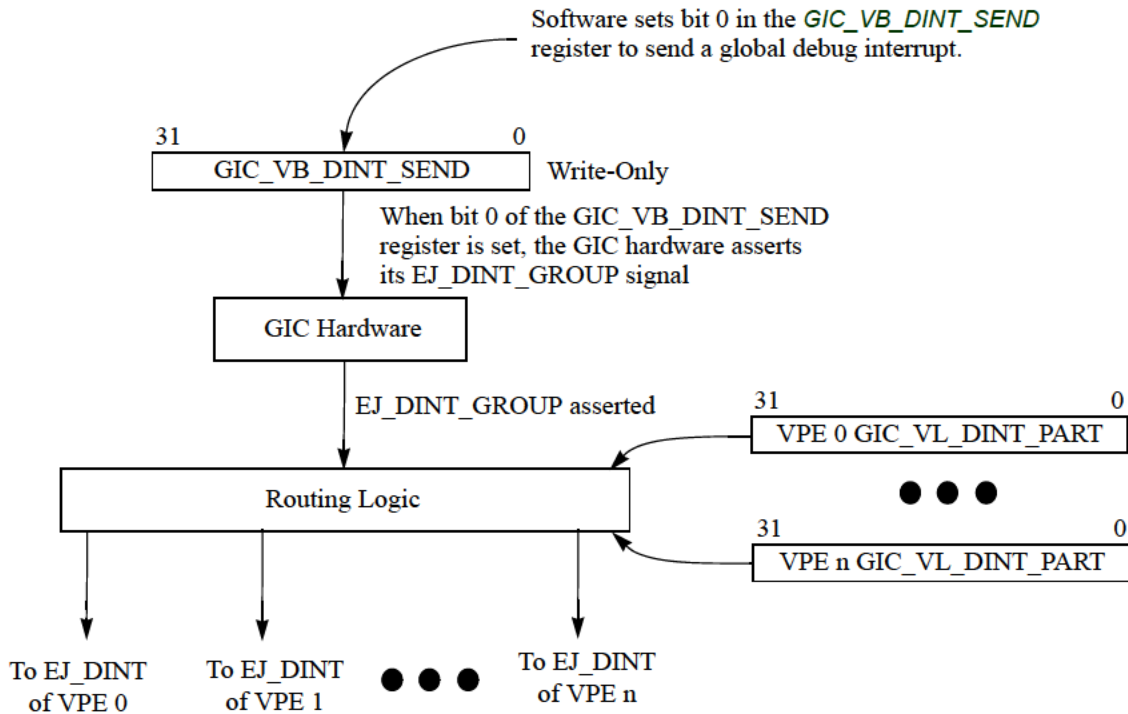 Software sets bit 0 in the GIC_VB_DINT_SEND
register to send a global debug interrupt.
31 0
GIC_VB_DINT_SEND Write-Only
When bit 0 of the GIC_VB_DINT_SEND
register is set, the GIC hardware asserts
its EJ_DINT_GROUP signal
GIC Hardware
EJ_DINT_GROUP asserted
31 0
VPE 0 GIC_VL_DINT_PART
Routing Logic
31 0
VPE n GIC_VL_DINT_PART
To EJ_DINT
of VPE 0
To EJ_DINT
of VPE 1
To EJ_DINT
of VPE n